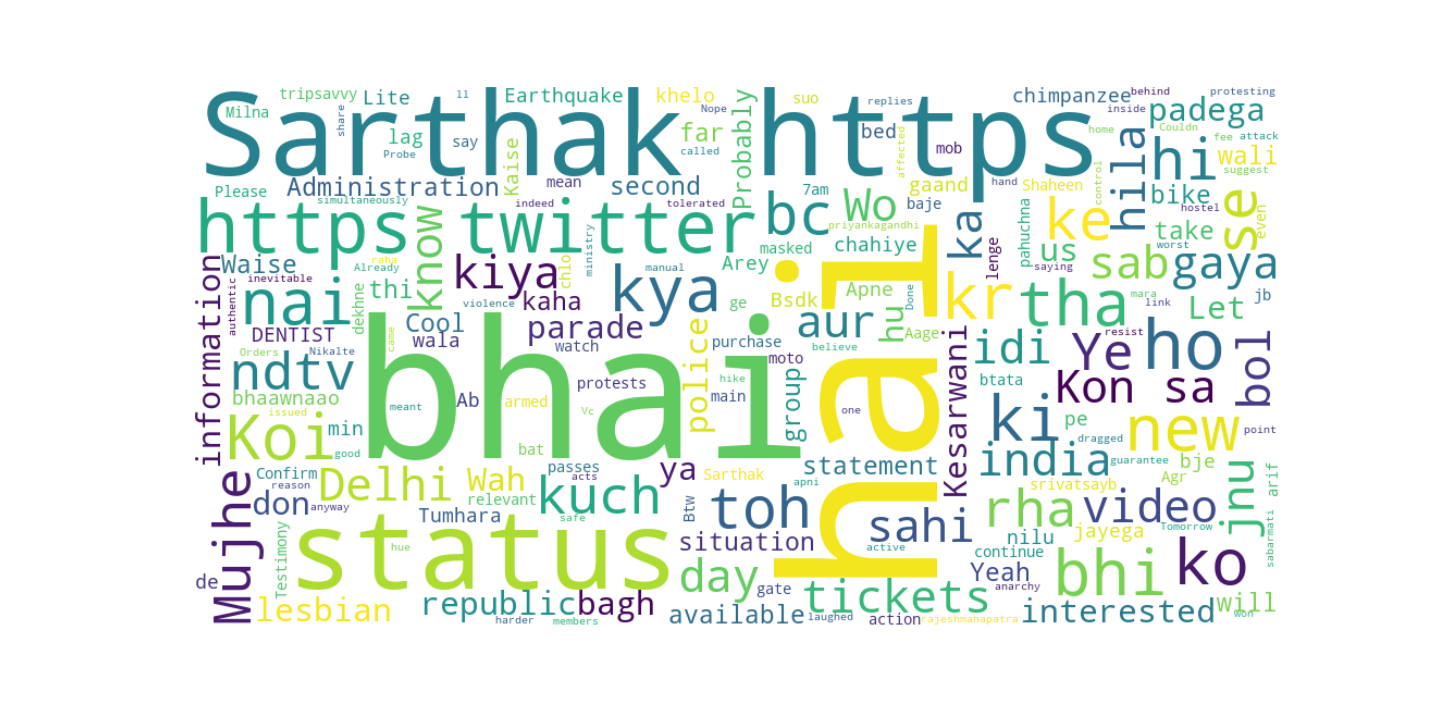 tripsavvy Lite ll Earthquake khelo Probably suo replies chimpanzee behind protesting
Milna share Sarthak https Nope inside padega
lag say far bed mob home Couldn fee attack
Probe called affected hila hi wali
Please Administration Kaise mean second 7am gaand hand Shaheen control bike suggest
simultaneously indeed tolerated baje hostel even
https twitter bc Wo ka ke se
know priyankagandhi lenge pahuchna us take worst
information Waise raha Already kiya chlo ministry manual masked chahiye saying sab gaya
inevitable thi Arey kya Apne kr mara link
authentic nai dekhne violence kaha ge Bsdk hu Done tha Let jb
DENTIST Cool parade purchase aur Aage Kesarwani resist
Orders Nikalte came wala watch police believe idi Ye ho bol
ndtv bhai moto hai
bhaawnaao protests hike main group btata Kon sa
issued meant Ab armed Vc one ki pe new point
Koi min good bat dragged
Wah passes ya Sarthak statement india guarantee bje
Mujhe Confirm reason acts apni srivatsayb Agr jnu arif
don anyway Delhi relevant kuch Btw toh sahi rha video
Tumhara safe nilu jayega Tomorrow sabarmati
Testimony status hue situation active continue
de day gate Yeah anarchy bhi ko
lesbian republic bagh available tickets interested will
harder members laughed action rajeshmahapatra won